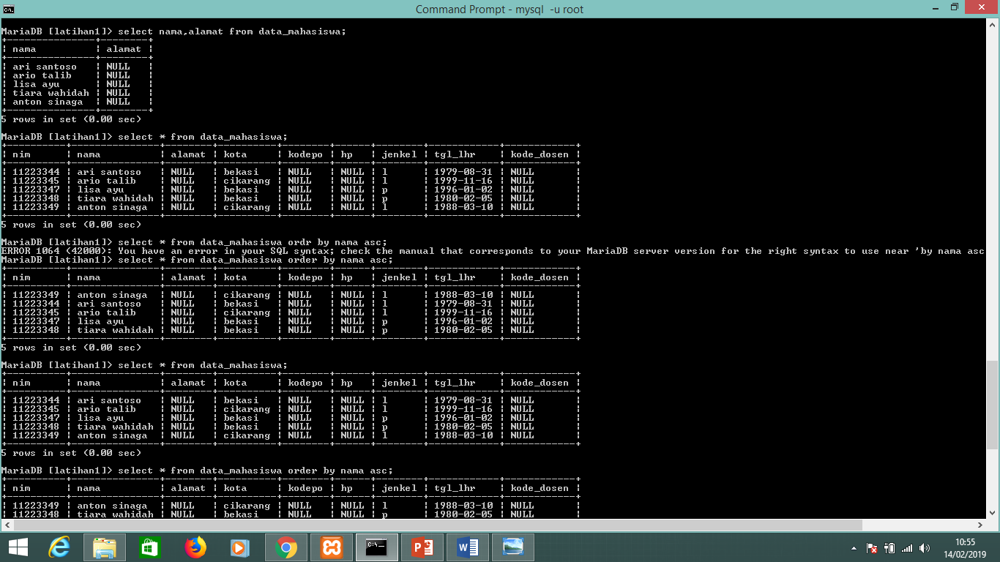 Command Prompt - mysql -u root
MariaDB [latihan1]> select nama,alamat from data_mahasiswa;
| nama | alamat |
| ari santoso | NULL |
| ario talib | NULL |
| lisa ayu | NULL |
| tiara wahidah | NULL |
| anton sinaga | NULL |
5 rows in set (0.00 sec)
MariaDB [latihan1]> select * from data_mahasiswa;
| nim | nama | alamat | kota | kodepo | hp | jenkel | tgl_lhr | kode_dosen |
| 11223344 | ari santoso | NULL | bekasi | NULL | NULL | l | 1979-08-31 | NULL |
| 11223345 | ario talib | NULL | cikarang | NULL | NULL | l | 1999-11-16 | NULL |
| 11223347 | lisa ayu | NULL | bekasi | NULL | NULL | p | 1996-01-02 | NULL |
| 11223348 | tiara wahidah | NULL | bekasi | NULL | NULL | p | 1980-02-05 | NULL |
| 11223349 | anton sinaga | NULL | cikarang | NULL | NULL | l | 1988-03-10 | NULL |
5 rows in set (0.00 sec)
MariaDB [latihan1]> select * from data_mahasiswa ordr by nama asc;
ERROR 1064 (42000): You have an error in your SQL syntax; check the manual that corresponds to your MariaDB server version for the right syntax to use near 'by nama asc
MariaDB [latihan1]> select * from data_mahasiswa order by nama asc;
| nim | nama | alamat | kota | kodepo | hp | jenkel | tgl_lhr | kode_dosen |
| 11223349 | anton sinaga | NULL | cikarang | NULL | NULL | l | 1988-03-10 | NULL |
| 11223344 | ari santoso | NULL | bekasi | NULL | NULL | l | 1979-08-31 | NULL |
| 11223345 | ario talib | NULL | cikarang | NULL | NULL | l | 1999-11-16 | NULL |
| 11223347 | lisa ayu | NULL | bekasi | NULL | NULL | p | 1996-01-02 | NULL |
| 11223348 | tiara wahidah | NULL | bekasi | NULL | NULL | p | 1980-02-05 | NULL |
5 rows in set (0.00 sec)
MariaDB [latihan1]> select * from data_mahasiswa;
| nim | nama | alamat | kota | kodepo | hp | jenkel | tgl_lhr | kode_dosen |
| 11223344 | ari santoso | NULL | bekasi | NULL | NULL | l | 1979-08-31 | NULL |
| 11223345 | ario talib | NULL | cikarang | NULL | NULL | l | 1999-11-16 | NULL |
| 11223347 | lisa ayu | NULL | bekasi | NULL | NULL | p | 1996-01-02 | NULL |
| 11223348 | tiara wahidah | NULL | bekasi | NULL | NULL | p | 1980-02-05 | NULL |
| 11223349 | anton sinaga | NULL | cikarang | NULL | NULL | l | 1988-03-10 | NULL |
5 rows in set (0.00 sec)
MariaDB [latihan1]> select * from data_mahasiswa order by nama asc;
| nim | nama | alamat | kota | kodepo | hp | jenkel | tgl_lhr | kode_dosen |
| 11223349 | anton sinaga | NULL | cikarang | NULL | NULL | l | 1988-03-10 | NULL |
| 11223348 | tiara wahidah | NULL | bekasi | NULL | NULL | p | 1980-02-05 | NULL |
10:55
14/02/2019